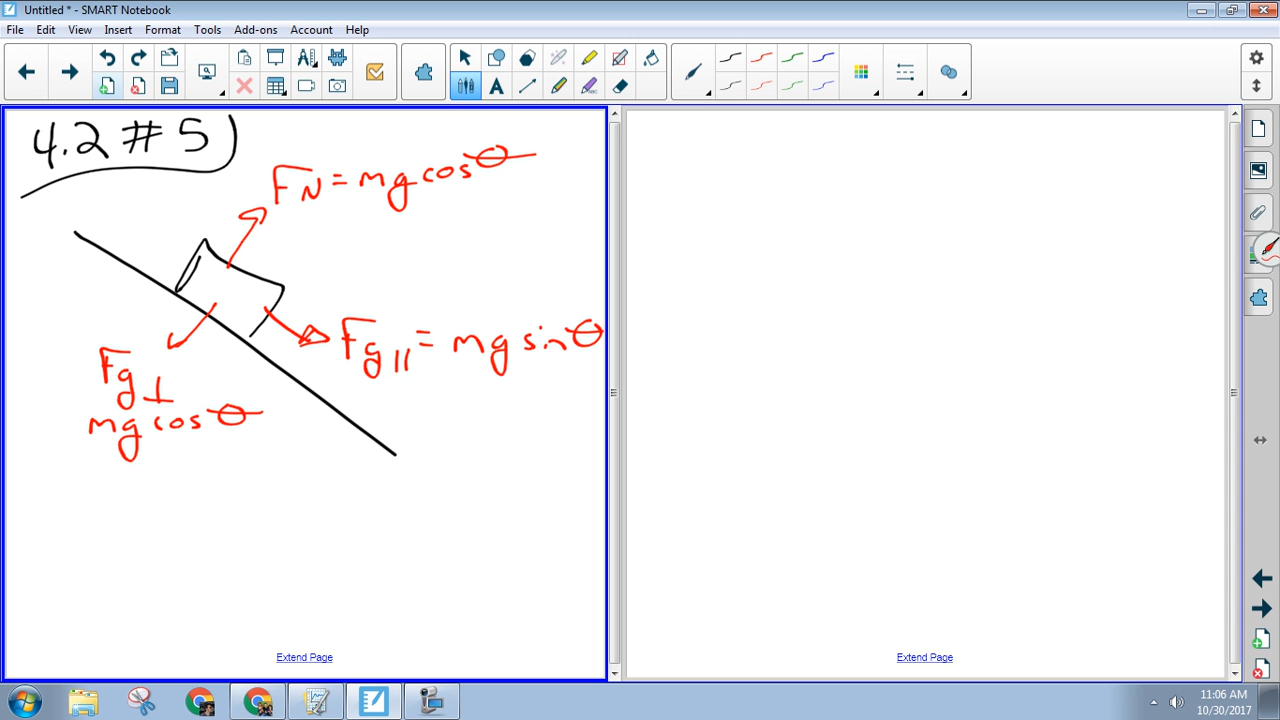 Untitled * - SMART Notebook
File Edit View Insert Format Tools Add-ons Account Help
4.2 # 5)
FN = mg cos θ
Fg|| = mg sin θ
Fg⊥
mg cos θ
Extend Page
Extend Page
11:06 AM
10/30/2017